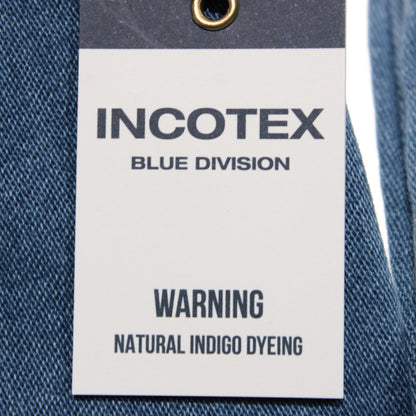 INCOTEX
BLUE DIVISION
WARNING
NATURAL INDIGO DYEING